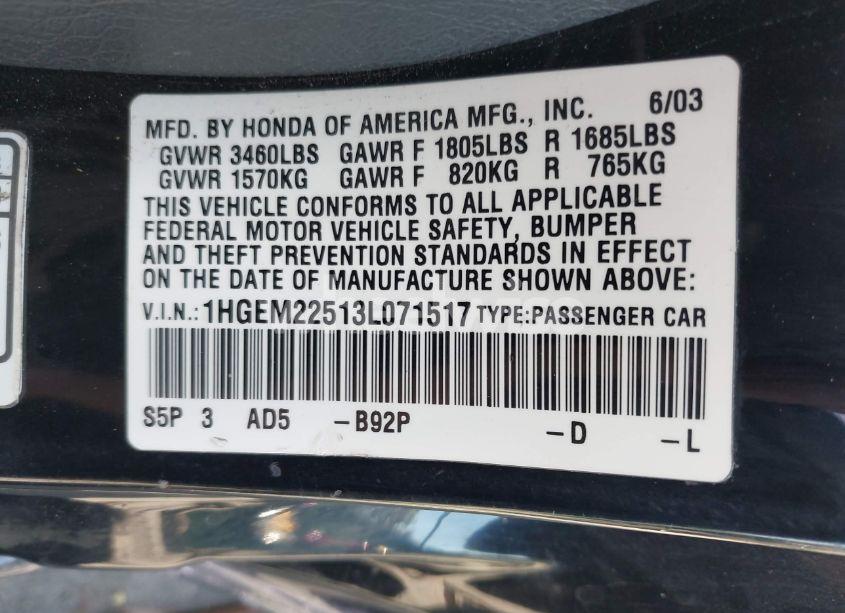 MFD. BY HONDA OF AMERICA MFG., INC. 6/03
GVWR 3460LBS GAWR F 1805LBS R 1685LBS
GVWR 1570KG GAWR F 820KG R 765KG
THIS VEHICLE CONFORMS TO ALL APPLICABLE
FEDERAL MOTOR VEHICLE SAFETY, BUMPER
AND THEFT PREVENTION STANDARDS IN EFFECT
ON THE DATE OF MANUFACTURE SHOWN ABOVE:
V.I.N.: 1HGEM22513L071517 TYPE:PASSENGER CAR
S5P 3 AD5 -B92P -D -L